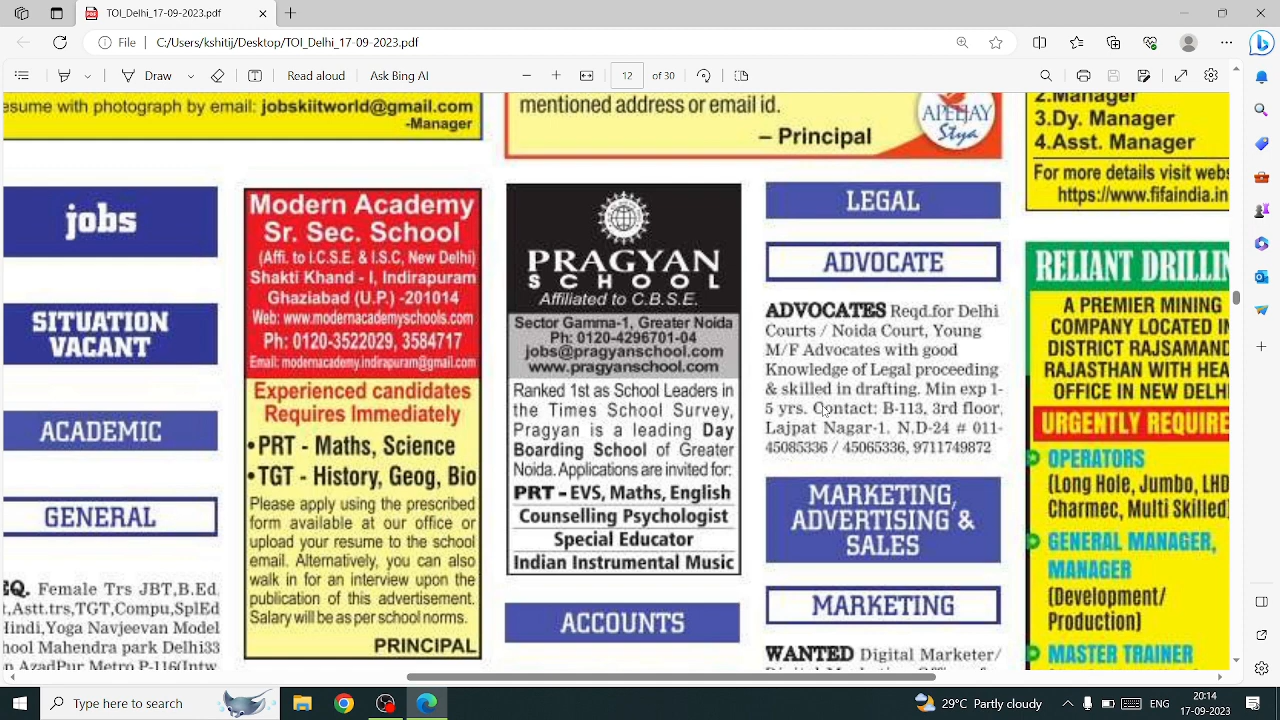 TOI_Delhi_17-09-2023.pdf
File
C:/Users/kshitij/TOI_Delhi_17-09-2023.pdf
Draw
Read aloud
Ask Bing AI
12
of 30
esume with photograph by email: jobskiitworld@gmail.com
-Manager
mentioned address or email id.
– Principal
APEEJAY
Stya
2.Manager
3.Dy. Manager
4.Asst. Manager
For more details visit webs
https://www.fifaindia.in
jobs
SITUATION
VACANT
ACADEMIC
GENERAL
EQ. Female Trs JBT,B.Ed,
t,Astt.trs,TGT,Compu,SplEd
Hindi,Yoga Navjeevan Model
hool Mahendra park Delhi33
AzadPur Metro P-116(Intw
Modern Academy
Sr. Sec. School
(Affi. to I.C.S.E. & I.S.C, New Delhi)
Shakti Khand - I, Indirapuram
Ghaziabad (U.P.) -201014
Web: www.modernacademyschools.com
Ph: 0120-3522029, 3584717
Email: modernacademy.indirapuram@gmail.com
Experienced candidates
Requires Immediately
•PRT - Maths, Science
•TGT - History, Geog, Bio
Please apply using the prescribed
form available at our office or
upload your resume to the school
email. Alternatively, you can also
walk in for an interview upon the
publication of this advertisement.
Salary will be as per school norms.
PRINCIPAL
PRAGYAN
SCHOOL
Affiliated to C.B.S.E.
Sector Gamma-1, Greater Noida
Ph: 0120-4296701-04
jobs@pragyanschool.com
www.pragyanschool.com
Ranked 1st as School Leaders in
the Times School Survey,
Pragyan is a leading Day
Boarding School of Greater
Noida. Applications are invited for:
PRT – EVS, Maths, English
Counselling Psychologist
Special Educator
Indian Instrumental Music
ACCOUNTS
LEGAL
ADVOCATE
ADVOCATES Reqd.for Delhi
Courts / Noida Court, Young
M/F Advocates with good
Knowledge of Legal proceeding
& skilled in drafting. Min exp 1-
5 yrs. Contact: B-113, 3rd floor,
Lajpat Nagar-1. N.D-24 # 011-
45085336 / 45065336, 9711749872
MARKETING,
ADVERTISING &
SALES
MARKETING
WANTED Digital Marketer/
RELIANT DRILLIN
A PREMIER MINING
COMPANY LOCATED IN
DISTRICT RAJSAMAND
RAJASTHAN WITH HEA
OFFICE IN NEW DELH
URGENTLY REQUIRE
OPERATORS
(Long Hole, Jumbo, LHD
Charmec, Multi Skilled)
GENERAL MANAGER,
MANAGER
(Development/
Production)
MASTER TRAINER
Type here to search
29°C Partly cloudy
ENG
20:14
17-09-2023